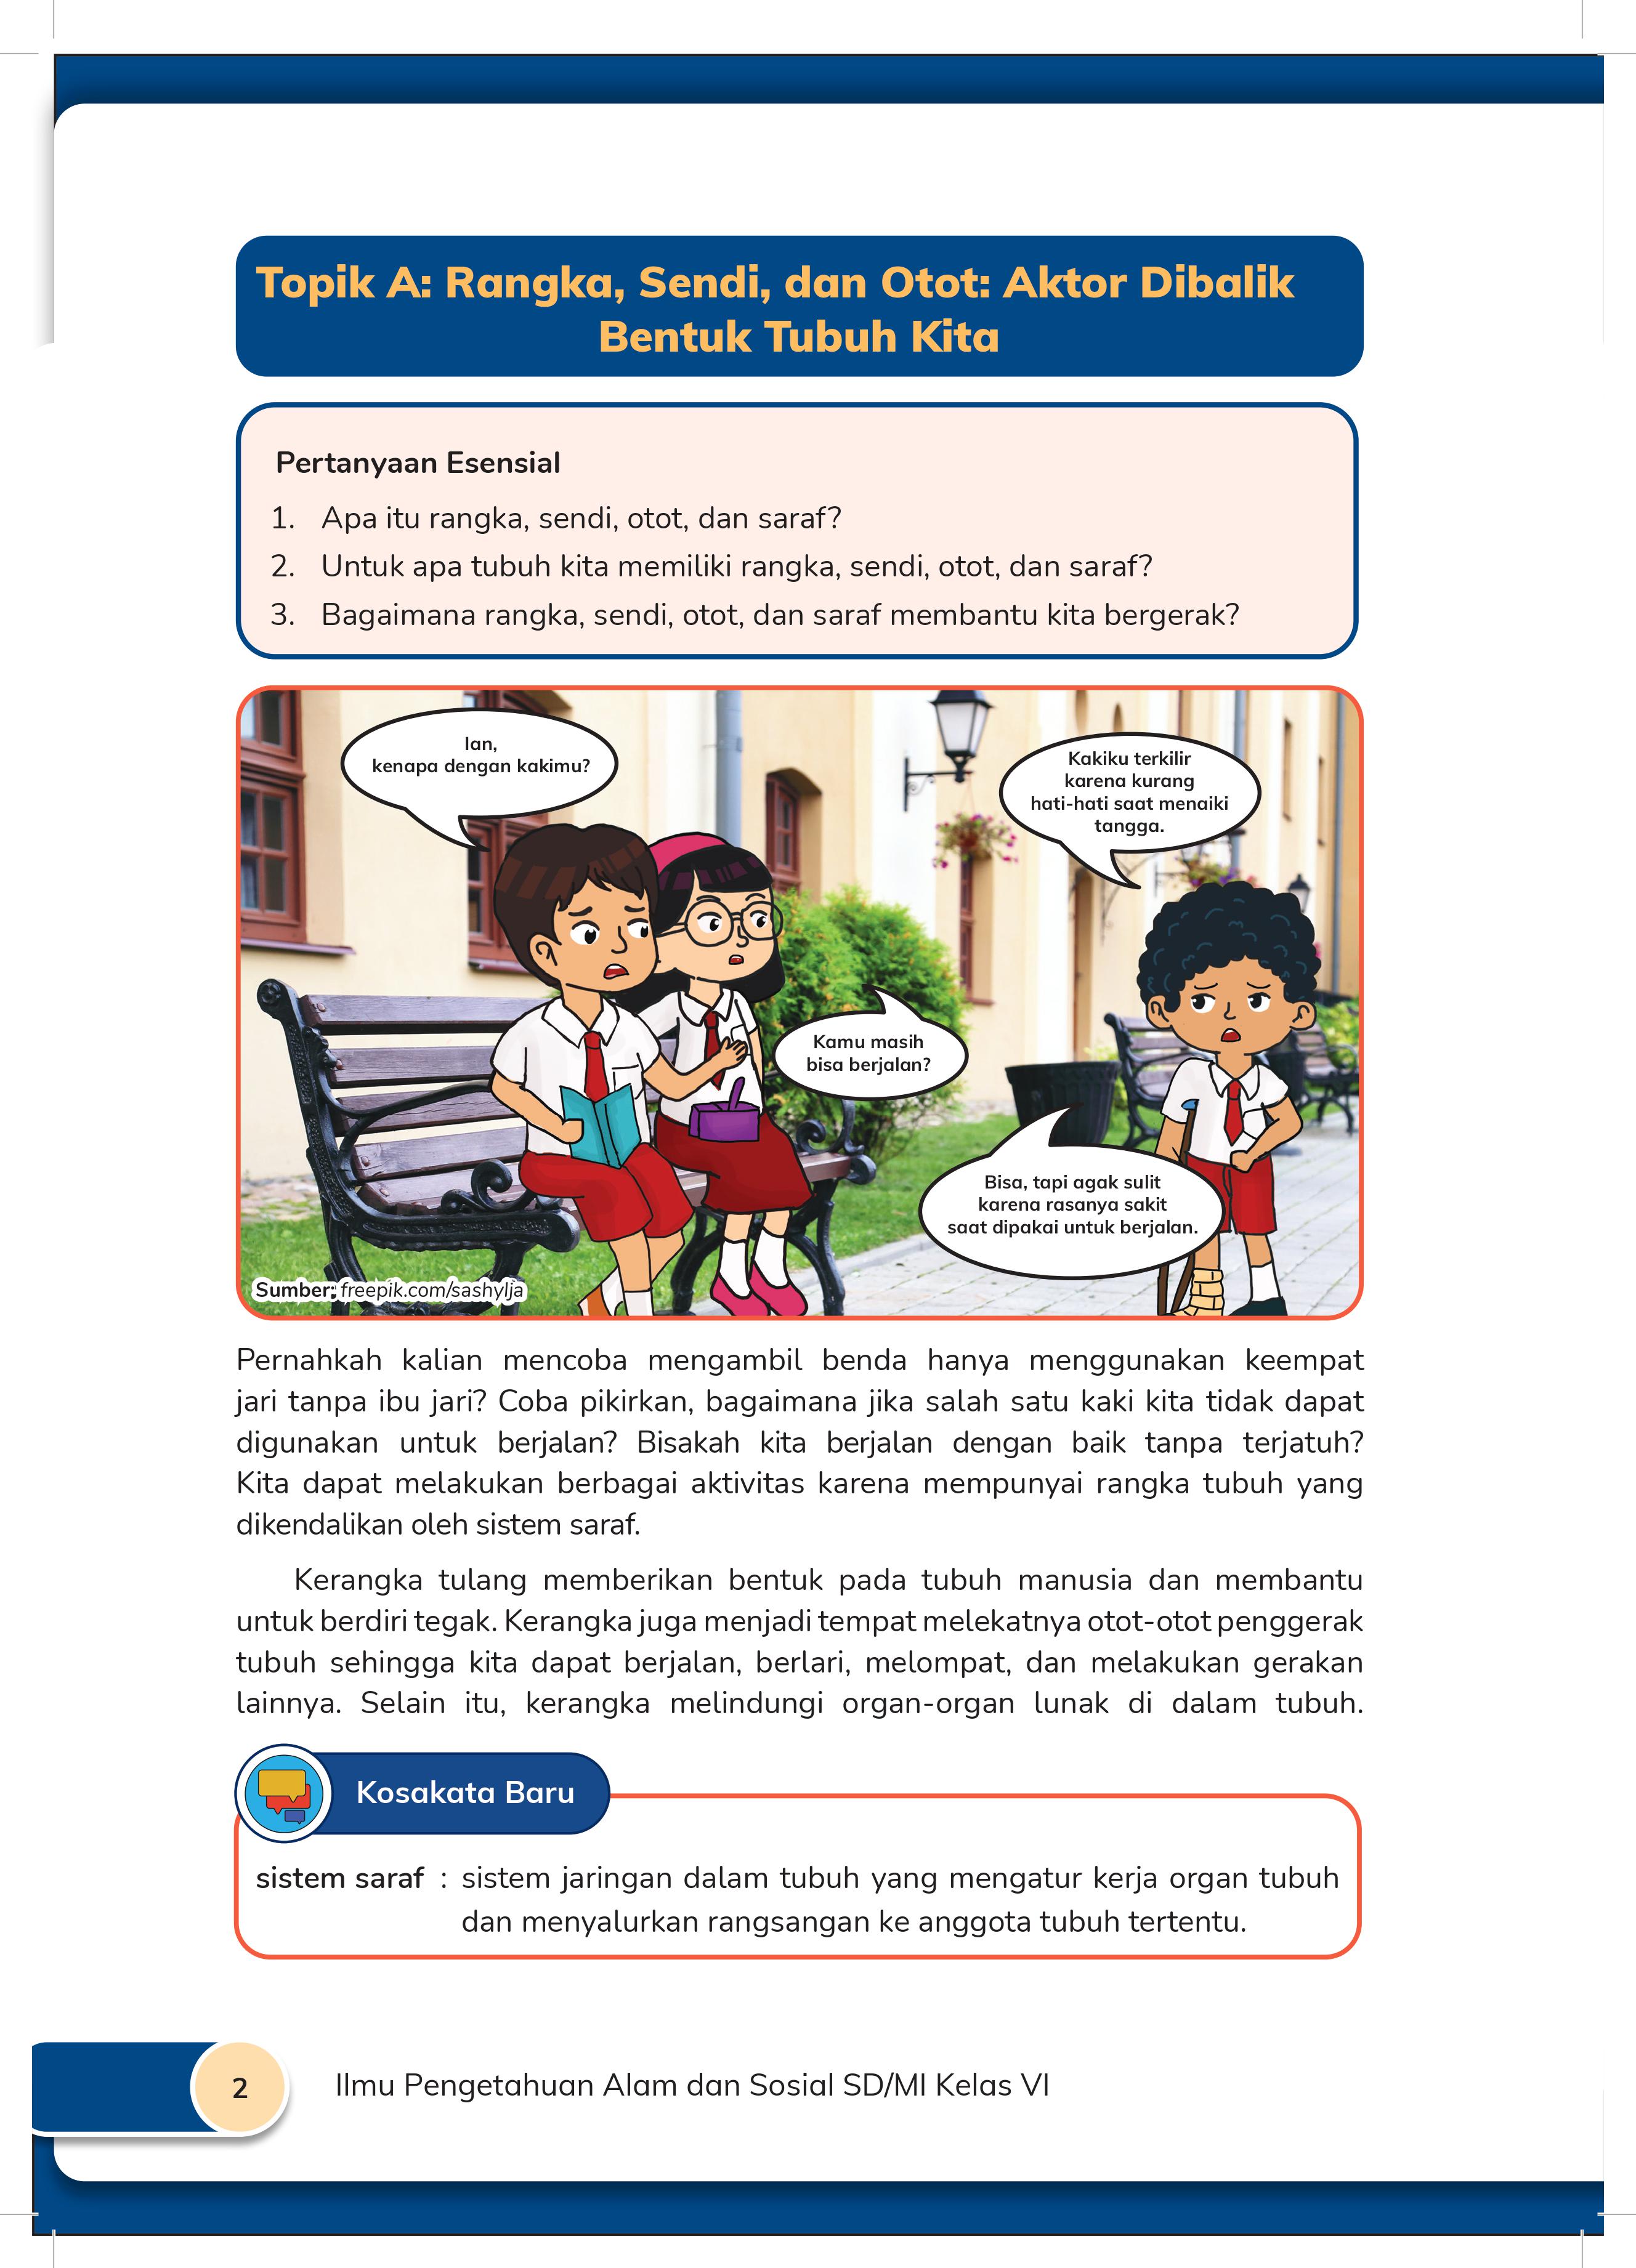 Topik A: Rangka, Sendi, dan Otot: Aktor Dibalik
Bentuk Tubuh Kita
Pertanyaan Esensial
1. Apa itu rangka, sendi, otot, dan saraf?
2. Untuk apa tubuh kita memiliki rangka, sendi, otot, dan saraf?
3. Bagaimana rangka, sendi, otot, dan saraf membantu kita bergerak?
Ian,
kenapa dengan kakimu?
Kakiku terkilir
karena kurang
hati-hati saat menaiki
tangga.
Kamu masih
bisa berjalan?
Bisa, tapi agak sulit
karena rasanya sakit
saat dipakai untuk berjalan.
Sumber: freepik.com/sashylja
Pernahkah kalian mencoba mengambil benda hanya menggunakan keempat
jari tanpa ibu jari? Coba pikirkan, bagaimana jika salah satu kaki kita tidak dapat
digunakan untuk berjalan? Bisakah kita berjalan dengan baik tanpa terjatuh?
Kita dapat melakukan berbagai aktivitas karena mempunyai rangka tubuh yang
dikendalikan oleh sistem saraf.
Kerangka tulang memberikan bentuk pada tubuh manusia dan membantu
untuk berdiri tegak. Kerangka juga menjadi tempat melekatnya otot-otot penggerak
tubuh sehingga kita dapat berjalan, berlari, melompat, dan melakukan gerakan
lainnya. Selain itu, kerangka melindungi organ-organ lunak di dalam tubuh.
Kosakata Baru
sistem saraf : sistem jaringan dalam tubuh yang mengatur kerja organ tubuh
dan menyalurkan rangsangan ke anggota tubuh tertentu.
2
Ilmu Pengetahuan Alam dan Sosial SD/MI Kelas VI